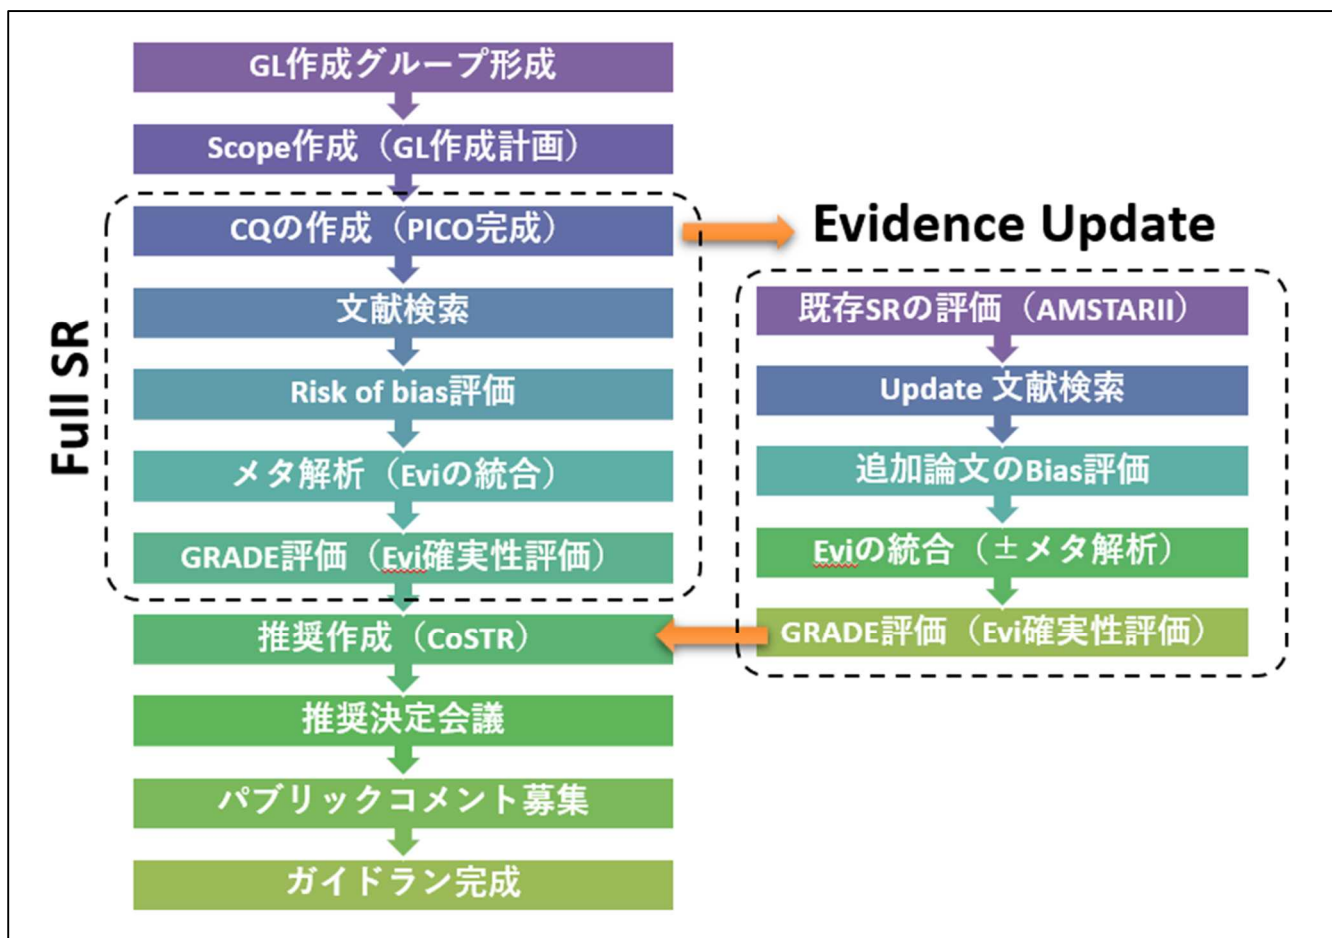 GL作成グループ形成
Scope作成（GL作成計画）
Full SR
CQの作成（PICO完成）
文献検索
Risk of bias評価
メタ解析（Eviの統合）
GRADE評価（Evi確実性評価）
推奨作成（CoSTR）
推奨決定会議
パブリックコメント募集
ガイドラン完成
Evidence Update
既存SRの評価（AMSTARII）
Update 文献検索
追加論文のBias評価
Eviの統合（±メタ解析）
GRADE評価（Evi確実性評価）